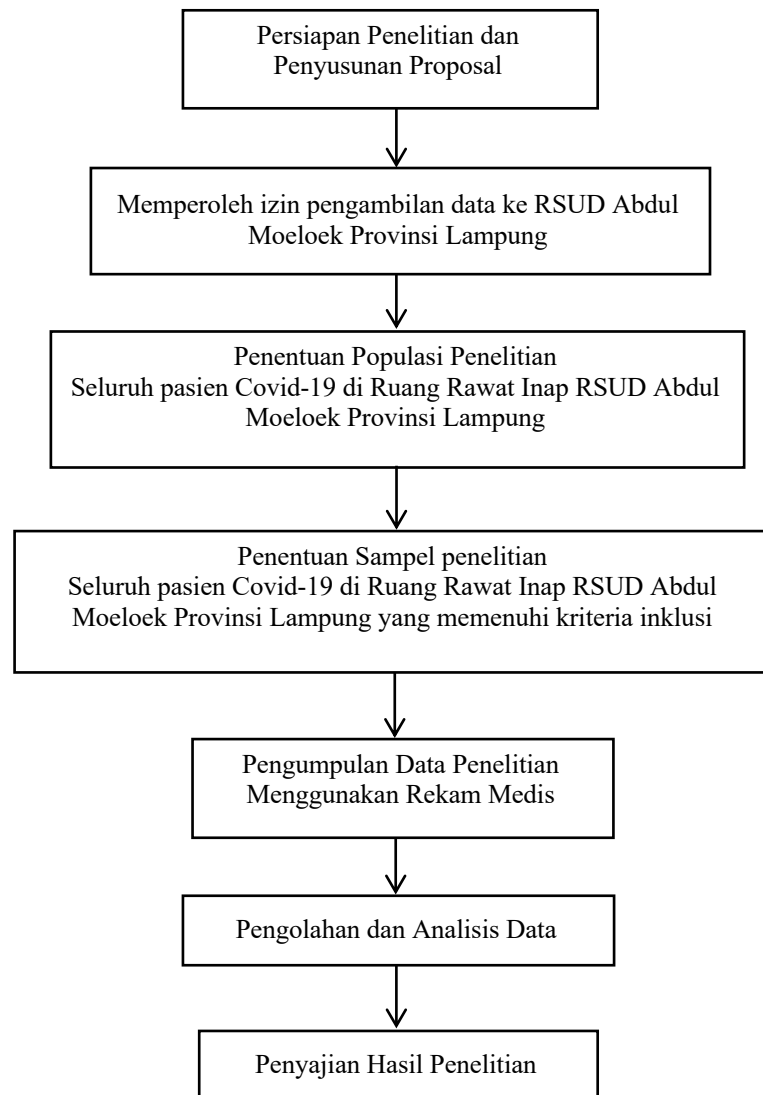 Persiapan Penelitian dan
Penyusunan Proposal
Memperoleh izin pengambilan data ke RSUD Abdul
Moeloek Provinsi Lampung
Penentuan Populasi Penelitian
Seluruh pasien Covid-19 di Ruang Rawat Inap RSUD Abdul
Moeloek Provinsi Lampung
Penentuan Sampel penelitian
Seluruh pasien Covid-19 di Ruang Rawat Inap RSUD Abdul
Moeloek Provinsi Lampung yang memenuhi kriteria inklusi
Pengumpulan Data Penelitian
Menggunakan Rekam Medis
Pengolahan dan Analisis Data
Penyajian Hasil Penelitian